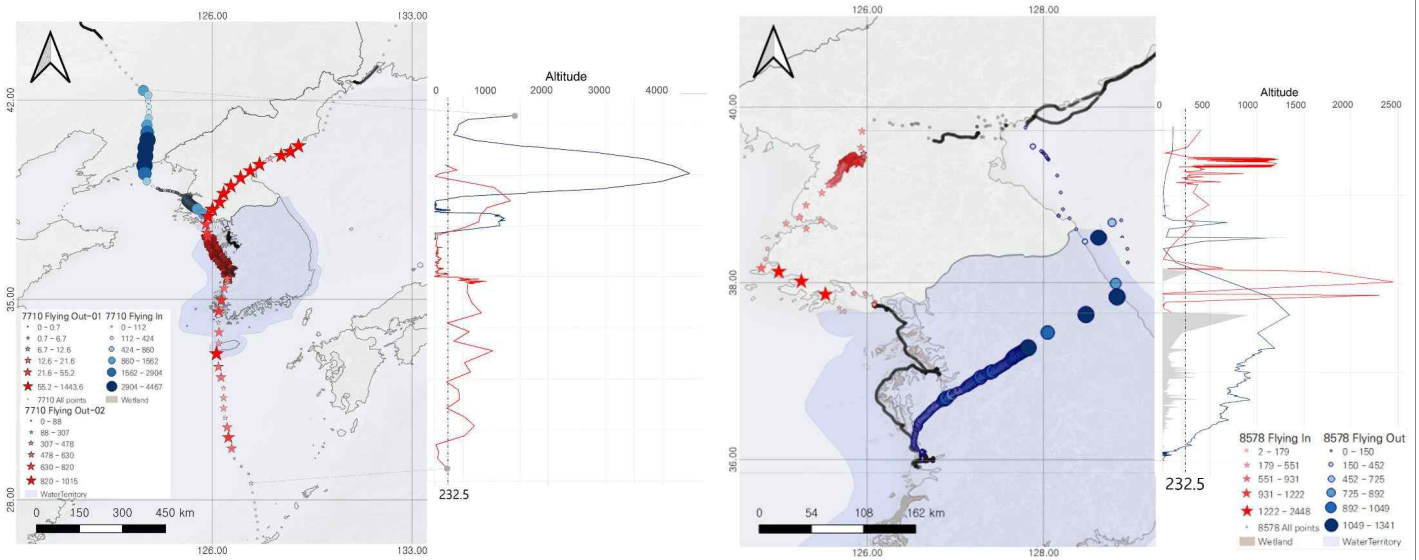 126.00 133.00
42.00
35.00
28.00
7710 Flying Out-01
0 - 0.7
0.7 - 6.7
6.7 - 12.6
12.6 - 21.6
21.6 - 55.2
55.2 - 1443.6
7710 All points
7710 Flying Out-02
0 - 88
88 - 307
307 - 478
478 - 630
630 - 820
820 - 1015
WaterTerritory
7710 Flying In
0 - 112
112 - 424
424 - 860
860 - 1562
1562 - 2904
2904 - 4467
Wetland
0 150 300 450 km
126.00 133.00
Altitude
0 1000 2000 3000 4000
232.5
126.8 128.00
40.00
38.00
36.00
0 54 108 162 km
126.00 128.00
Altitude
0 500 1000 1500 2000 2500
232.5
8578 Flying In
2 - 179
179 - 551
551 - 931
931 - 1222
1222 - 2448
8578 All points
Wetland
8578 Flying Out
0 - 150
150 - 452
452 - 725
725 - 892
892 - 1049
1049 - 1341
WaterTerritory